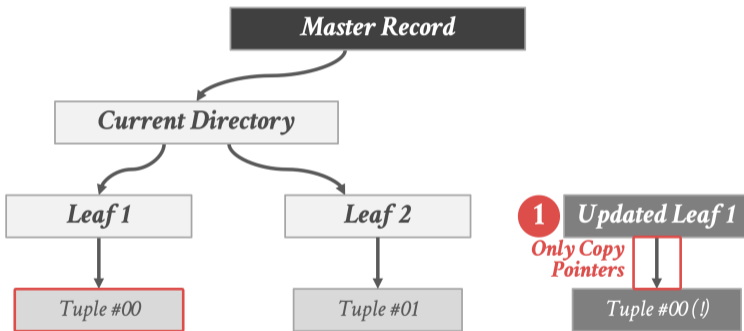 Master Record
Current Directory
Leaf 1
Leaf 2
1
Updated Leaf 1
Only Copy
Pointers
Tuple #00
Tuple #01
Tuple #00 (!)